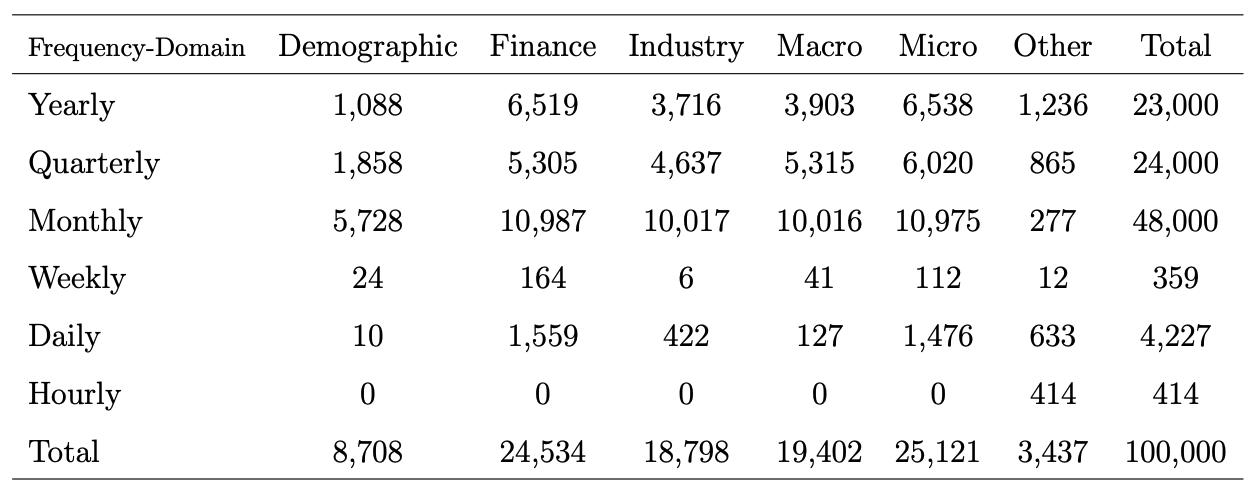 Frequency-Domain Demographic Finance Industry Macro Micro Other Total
Yearly 1,088 6,519 3,716 3,903 6,538 1,236 23,000
Quarterly 1,858 5,305 4,637 5,315 6,020 865 24,000
Monthly 5,728 10,987 10,017 10,016 10,975 277 48,000
Weekly 24 164 6 41 112 12 359
Daily 10 1,559 422 127 1,476 633 4,227
Hourly 0 0 0 0 0 414 414
Total 8,708 24,534 18,798 19,402 25,121 3,437 100,000